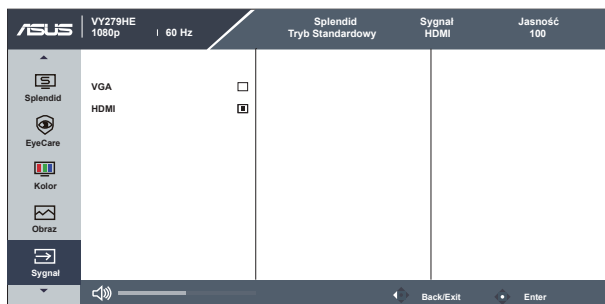 ASUS
VY279HE
1080p 60 Hz
Splendid
Tryb Standardowy
Sygnał
HDMI
Jasność
100
Splendid
EyeCare
Kolor
Obraz
Sygnał
VGA
HDMI
Back/Exit
Enter